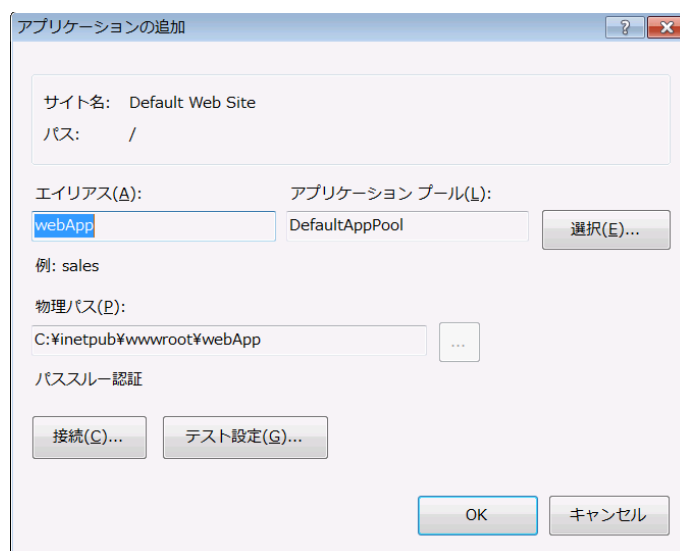 アプリケーションの追加
サイト名: Default Web Site
パス: /
エイリアス(A): アプリケーション プール(L):
webApp DefaultAppPool 選択(E)...
例: sales
物理パス(P):
C:¥inetpub¥wwwroot¥webApp ...
パススルー認証
接続(C)... テスト設定(G)...
OK キャンセル